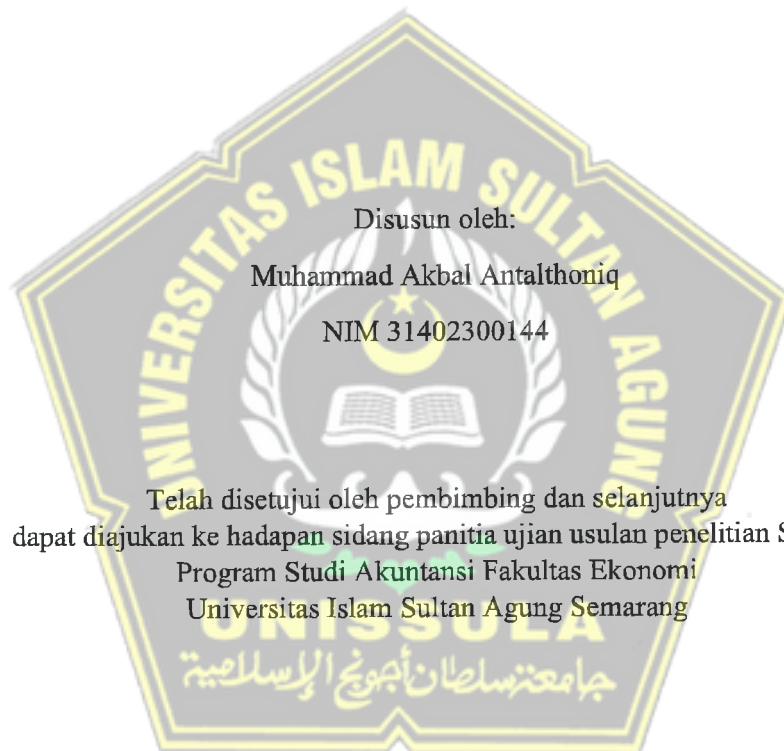 UNIVERSITAS ISLAM SULTAN AGUNG
Disusun oleh:
Muhammad Akbal Antalthoniq
NIM 31402300144
Telah disetujui oleh pembimbing dan selanjutnya
dapat diajukan ke hadapan sidang panitia ujian usulan penelitian S
Program Studi Akuntansi Fakultas Ekonomi
Universitas Islam Sultan Agung Semarang
UNISSULA
جامعنسلطان أجونج الإسلامية